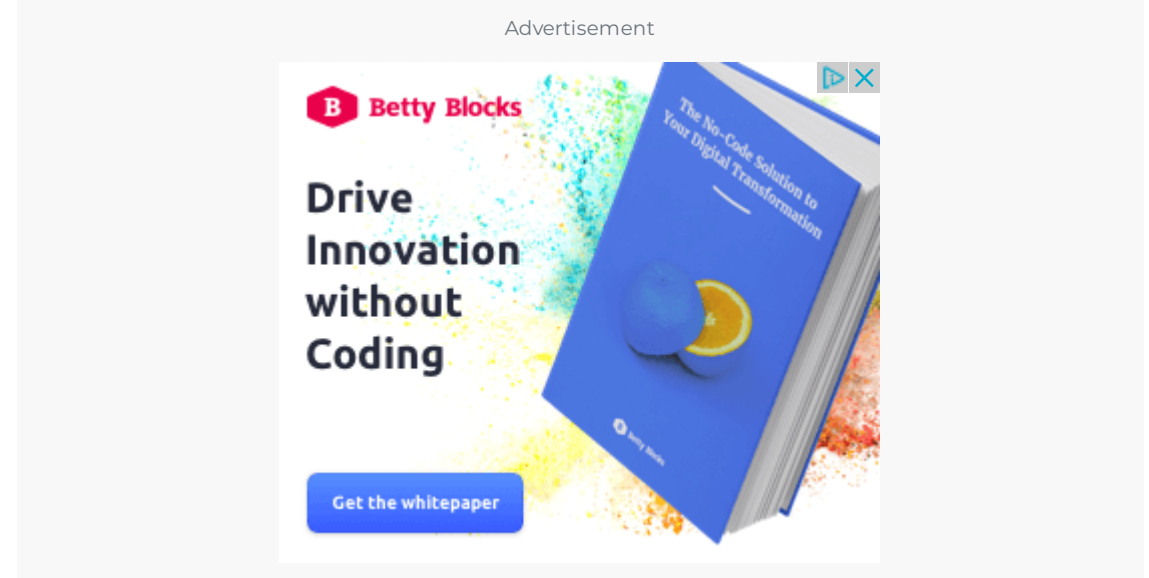 Advertisement
B Betty Blocks
Drive
Innovation
without
Coding
Get the whitepaper
The No-Code Solution to
Your Digital Transformation
B Betty Blocks